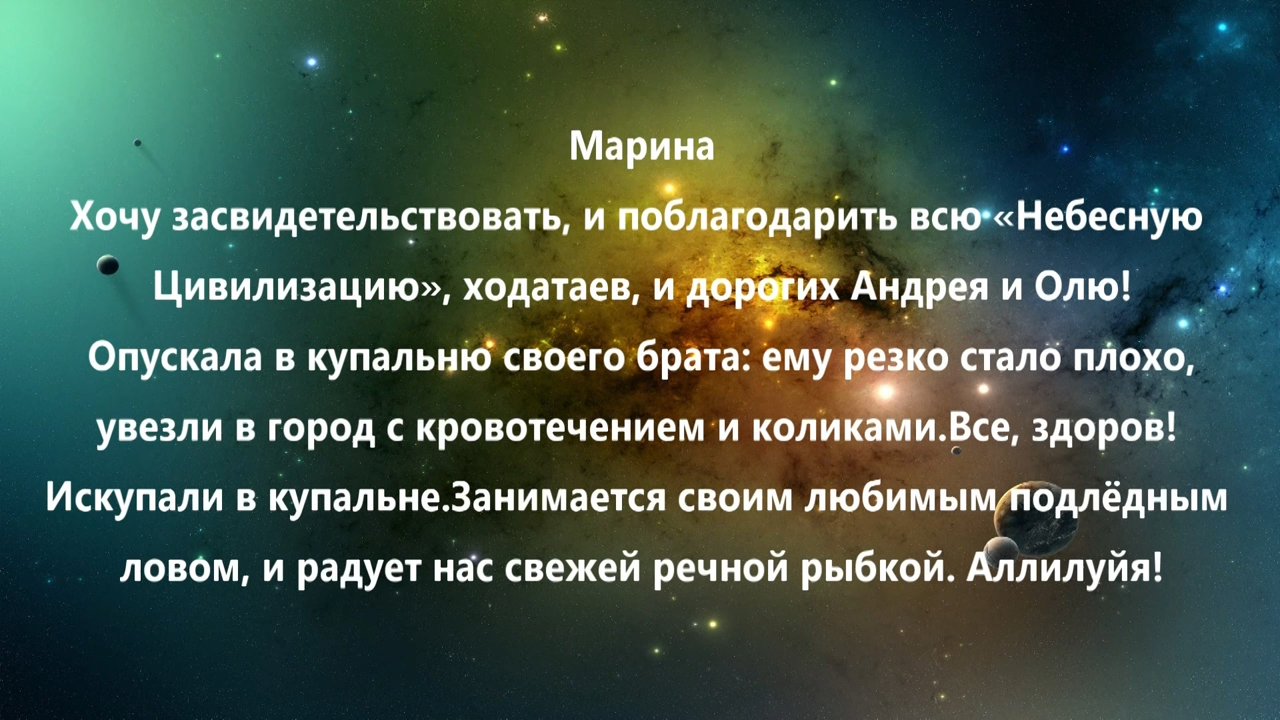 Марина
Хочу засвидетельствовать, и поблагодарить всю «Небесную
Цивилизацию», ходатаев, и дорогих Андрея и Олю!
Опускала в купальню своего брата: ему резко стало плохо,
увезли в город с кровотечением и коликами.Все, здоров!
Искупали в купальне.Занимается своим любимым подлёдным
ловом, и радует нас свежей речной рыбкой. Аллилуйя!